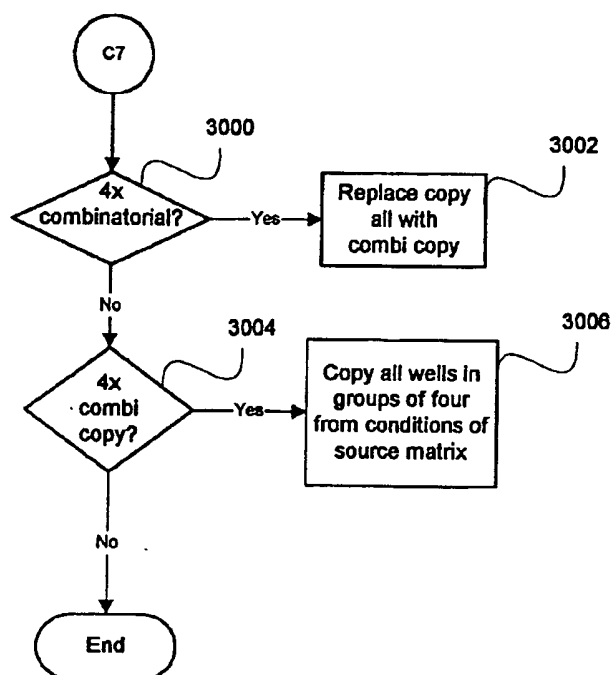 C7
3000
4x
combinatorial?
Yes
3002
Replace copy
all with
combi copy
No
3004
4x
combi
copy?
Yes
3006
Copy all wells in
groups of four
from conditions of
source matrix
No
End